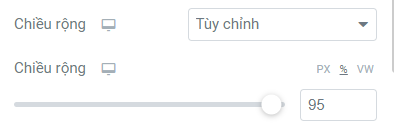 Chiều rộng Tùy chỉnh
Chiều rộng PX % VW
95